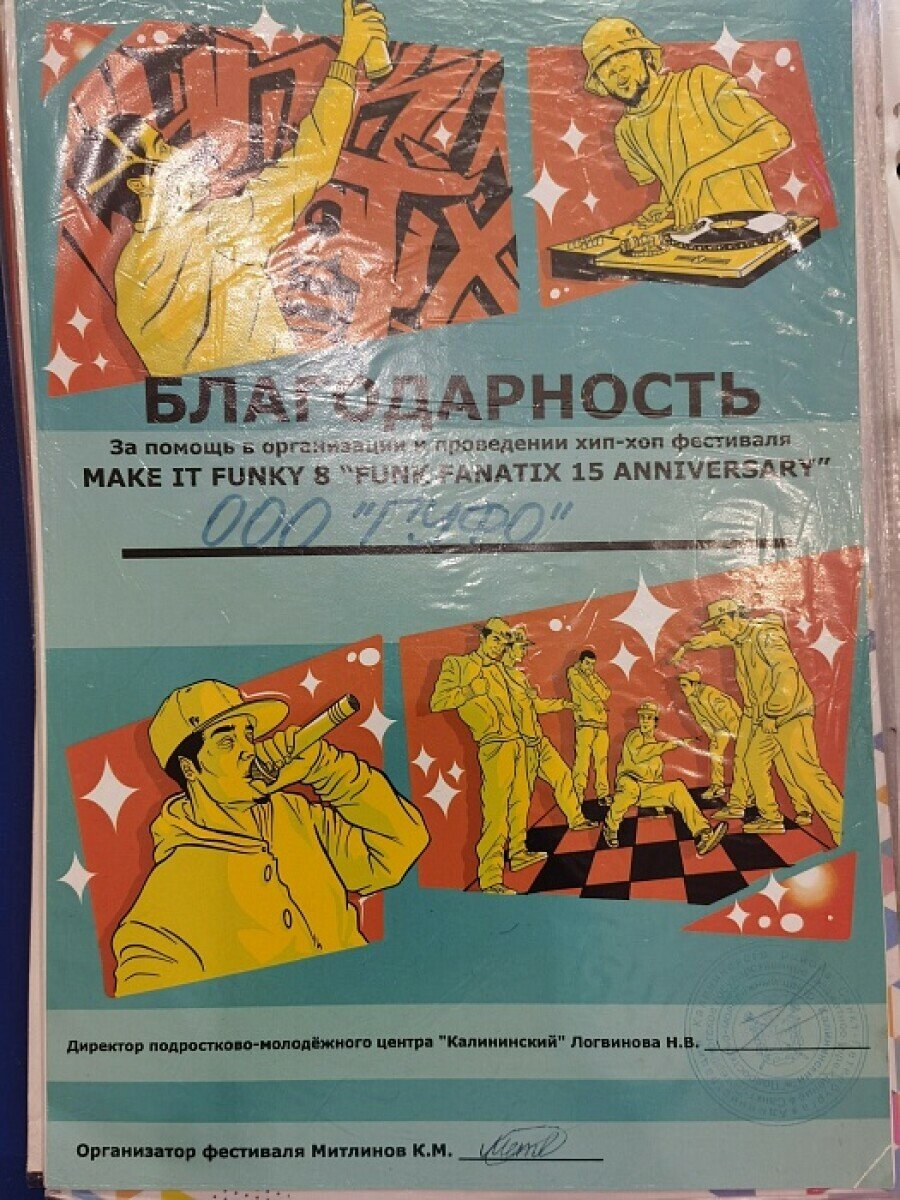 БЛАГОДАРНОСТЬ
За помощь в организации и проведении хип-хоп фестиваля
MAKE IT FUNKY 8 “FUNK FANATIX 15 ANNIVERSARY”
ООО "ГУФО"
Директор подростково-молодёжного центра "Калининский" Логвинова Н.В.
Организатор фестиваля Митлинов К.М.